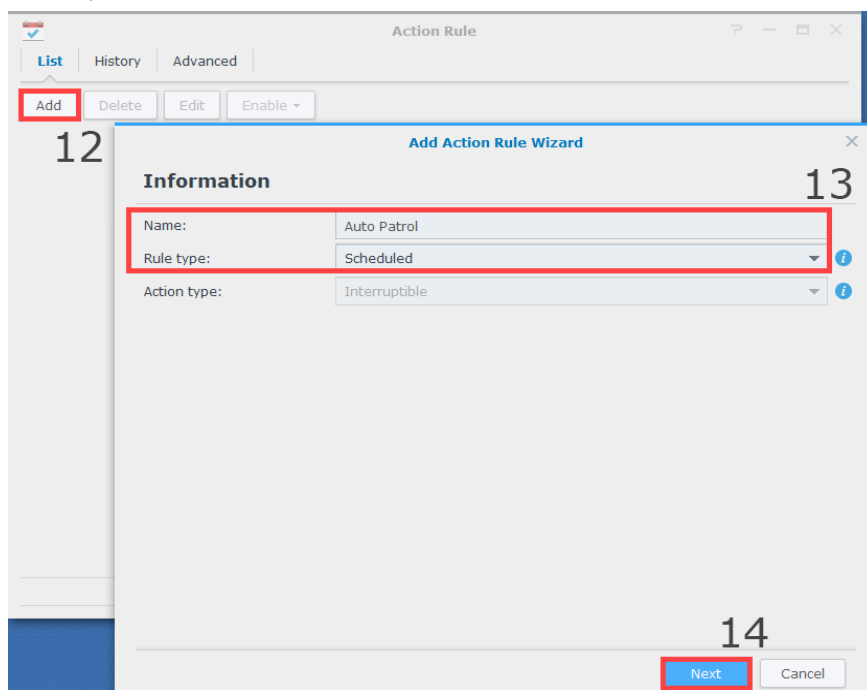 Action Rule
List History Advanced
Add Delete Edit Enable
12
Add Action Rule Wizard
Information
13
Name: Auto Patrol
Rule type: Scheduled
Action type: Interruptible
14
Next Cancel